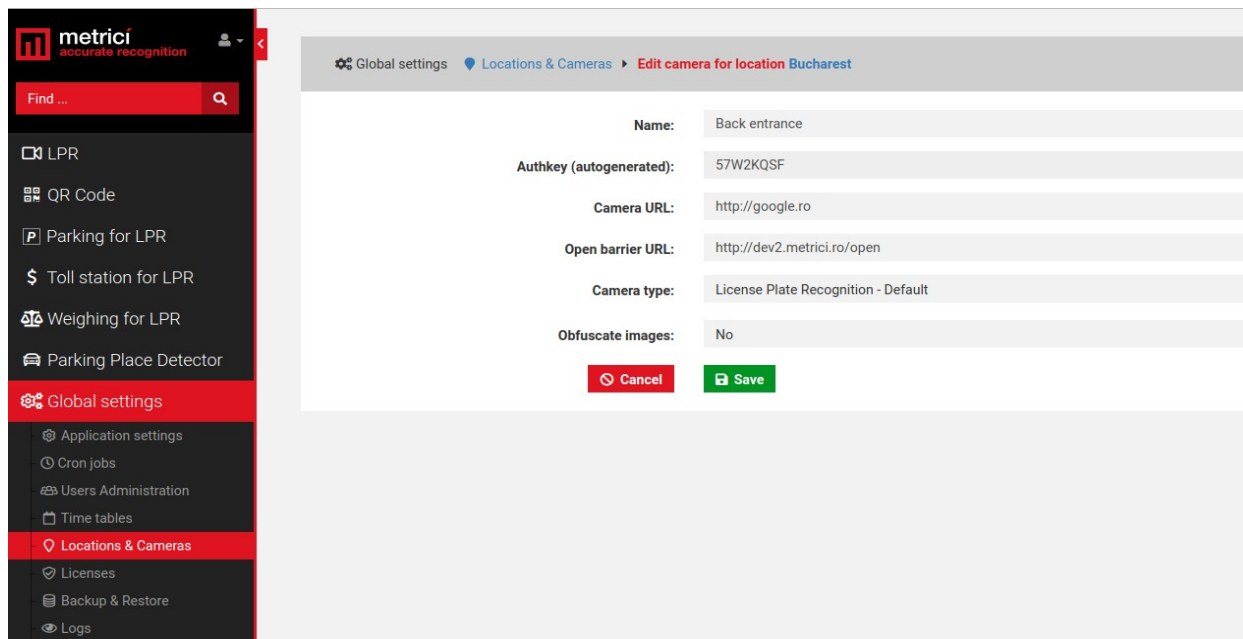 metrici
accurate recognition
Find ...
LPR
QR Code
P Parking for LPR
$ Toll station for LPR
Weighing for LPR
Parking Place Detector
Global settings
Application settings
Cron jobs
Users Administration
Time tables
Locations & Cameras
Licenses
Backup & Restore
Logs
Global settings Locations & Cameras Edit camera for location Bucharest
Name: Back entrance
Authkey (autogenerated): 57W2KQSF
Camera URL: http://google.ro
Open barrier URL: http://dev2.metrici.ro/open
Camera type: License Plate Recognition - Default
Obfuscate images: No
Cancel Save